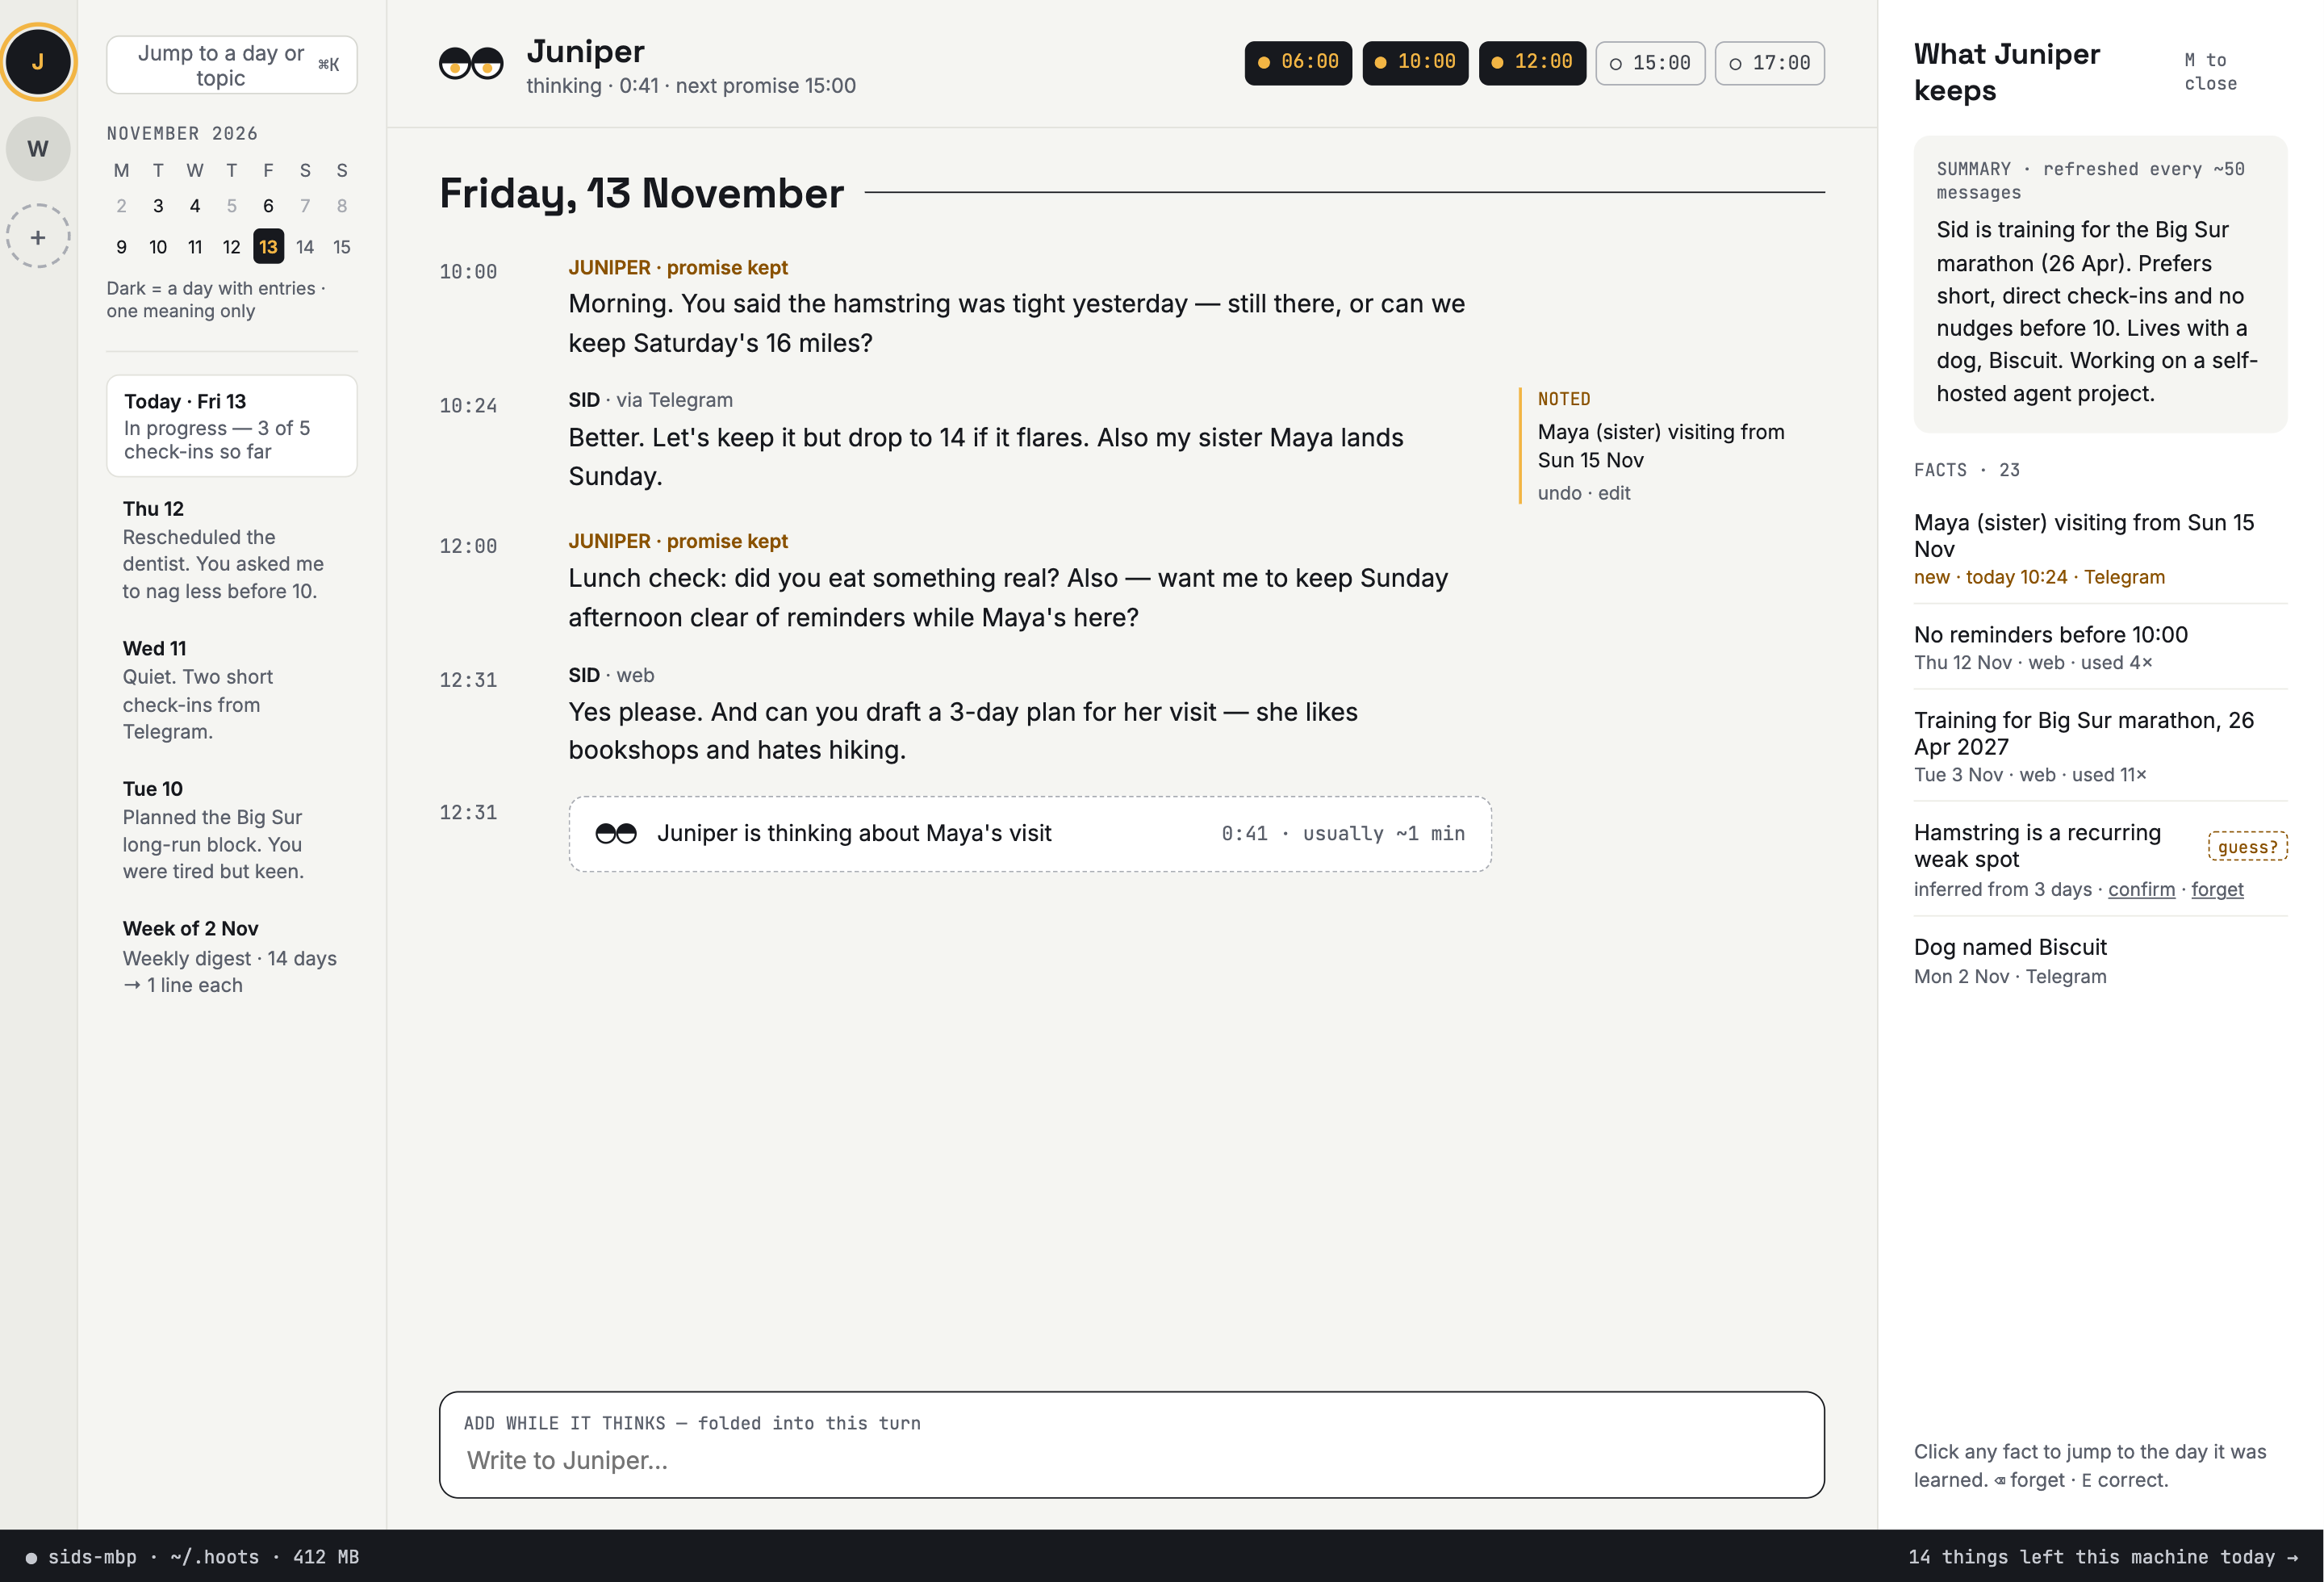 J
W
+
Jump to a day or
topic
⌘K
NOVEMBER 2026
M T W T F S S
2 3 4 5 6 7 8
9 10 11 12 13 14 15
Dark = a day with entries ·
one meaning only
Today · Fri 13
In progress — 3 of 5
check-ins so far
Thu 12
Rescheduled the
dentist. You asked me
to nag less before 10.
Wed 11
Quiet. Two short
check-ins from
Telegram.
Tue 10
Planned the Big Sur
long-run block. You
were tired but keen.
Week of 2 Nov
Weekly digest · 14 days
→ 1 line each
Juniper
thinking · 0:41 · next promise 15:00
● 06:00 ● 10:00 ● 12:00 ○ 15:00 ○ 17:00
Friday, 13 November
10:00
JUNIPER · promise kept
Morning. You said the hamstring was tight yesterday — still there, or can we
keep Saturday's 16 miles?
10:24
SID · via Telegram
Better. Let's keep it but drop to 14 if it flares. Also my sister Maya lands
Sunday.
NOTED
Maya (sister) visiting from
Sun 15 Nov
undo · edit
12:00
JUNIPER · promise kept
Lunch check: did you eat something real? Also — want me to keep Sunday
afternoon clear of reminders while Maya's here?
12:31
SID · web
Yes please. And can you draft a 3-day plan for her visit — she likes
bookshops and hates hiking.
12:31
Juniper is thinking about Maya's visit
0:41 · usually ~1 min
ADD WHILE IT THINKS — folded into this turn
Write to Juniper…
What Juniper
keeps
M to
close
SUMMARY · refreshed every ~50
messages
Sid is training for the Big Sur
marathon (26 Apr). Prefers
short, direct check-ins and no
nudges before 10. Lives with a
dog, Biscuit. Working on a self-
hosted agent project.
FACTS · 23
Maya (sister) visiting from Sun 15
Nov
new · today 10:24 · Telegram
No reminders before 10:00
Thu 12 Nov · web · used 4×
Training for Big Sur marathon, 26
Apr 2027
Tue 3 Nov · web · used 11×
Hamstring is a recurring
weak spot
guess?
inferred from 3 days · confirm · forget
Dog named Biscuit
Mon 2 Nov · Telegram
Click any fact to jump to the day it was
learned. ⌫ forget · E correct.
● sids-mbp · ~/.hoots · 412 MB
14 things left this machine today →